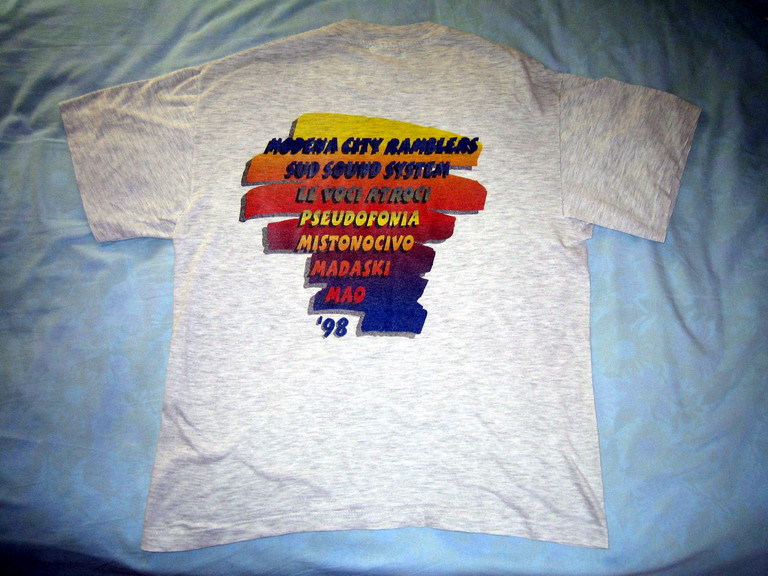 MODENA CITY RAMBLERS
SUD SOUND SYSTEM
LE VOCI ATROCI
PSEUDOFONIA
MISTONOCIVO
MADASKI
MAO
'98